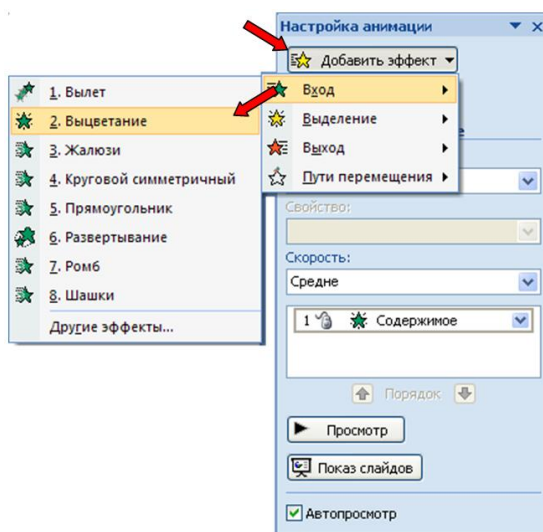 Настройка анимации
Добавить эффект
Вход
Выделение
Выход
Пути перемещения
1. Вылет
2. Выцветание
3. Жалюзи
4. Круговой симметричный
5. Прямоугольник
6. Развертывание
7. Ромб
8. Шашки
Другие эффекты...
Свойство:
Скорость:
Средне
1 Содержимое
Порядок
Просмотр
Показ слайдов
Автопросмотр